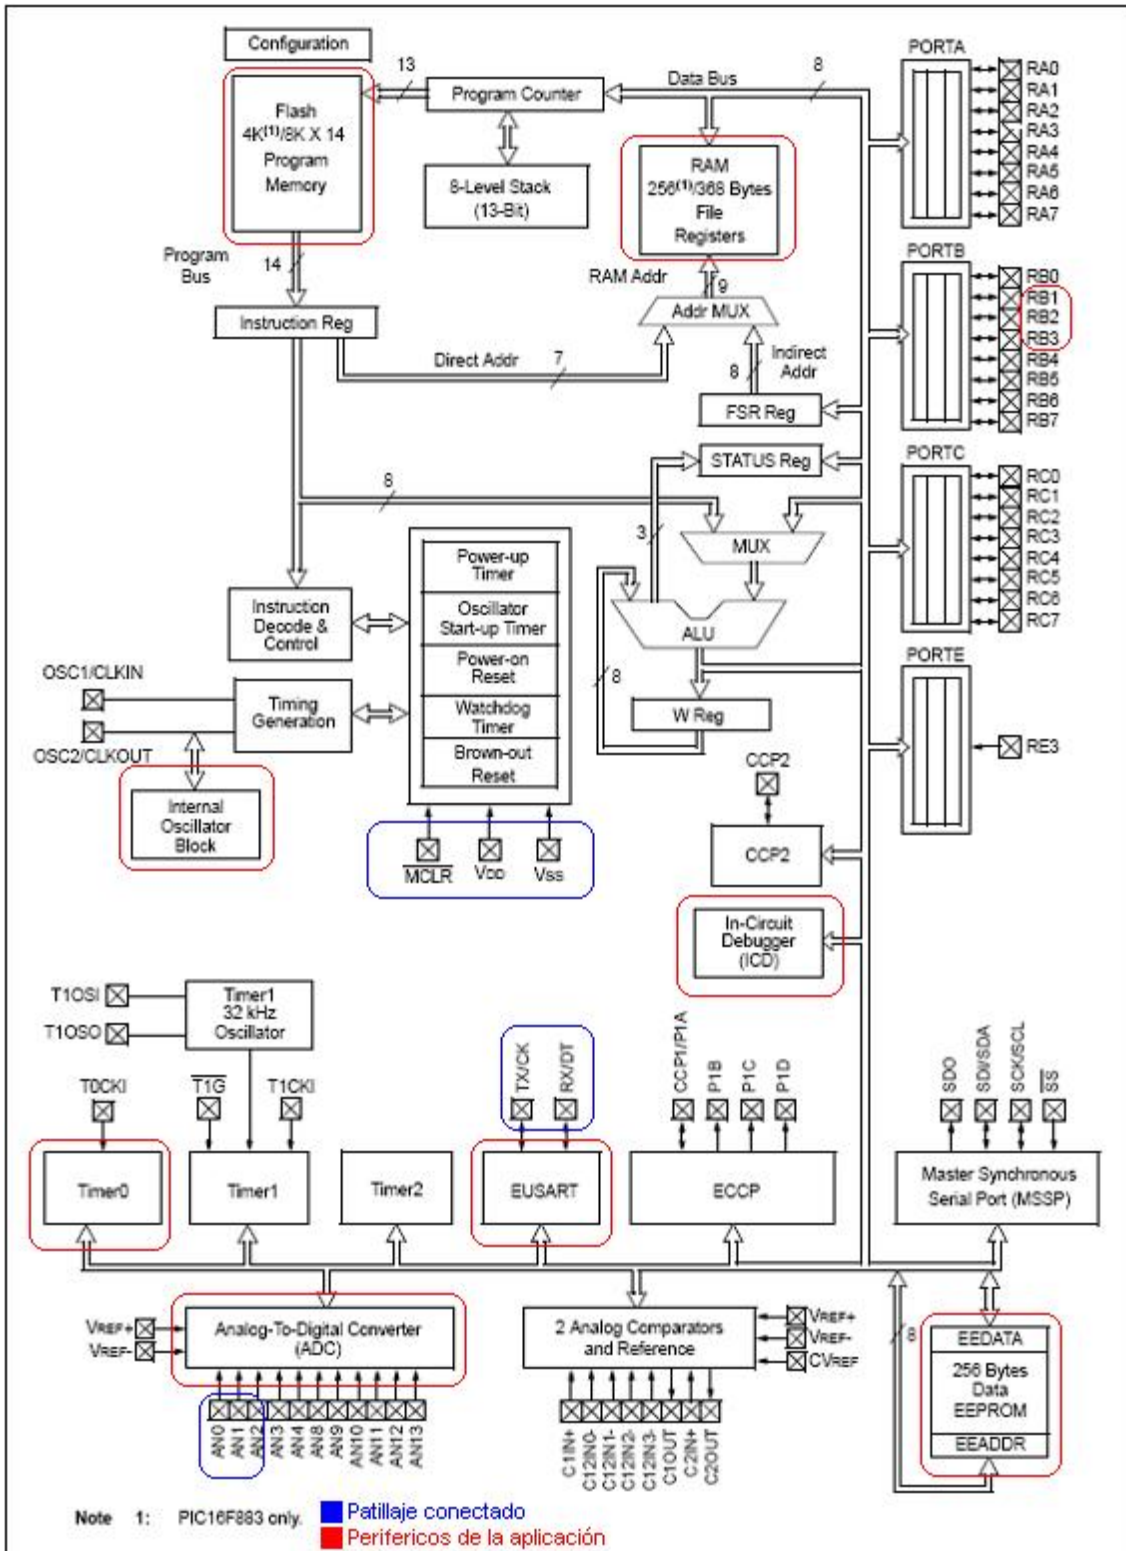 Configuration
Flash
4K(1)/8K X 14
Program
Memory
13
Program Counter
8-Level Stack
(13-Bit)
Data Bus
8
RAM
256(1)/368 Bytes
File
Registers
Program
Bus
14
RAM Addr
9
Addr MUX
Instruction Reg
Direct Addr
7
8
Indirect
Addr
FSR Reg
STATUS Reg
8
3
MUX
ALU
8
W Reg
Power-up
Timer
Oscillator
Start-up Timer
Power-on
Reset
Watchdog
Timer
Brown-out
Reset
Instruction
Decode &
Control
OSC1/CLKIN
Timing
Generation
OSC2/CLKOUT
Internal
Oscillator
Block
MCLR
VDD
VSS
PORTA
RA0
RA1
RA2
RA3
RA4
RA5
RA6
RA7
PORTB
RB0
RB1
RB2
RB3
RB4
RB5
RB6
RB7
PORTC
RC0
RC1
RC2
RC3
RC4
RC5
RC6
RC7
PORTE
RE3
CCP2
CCP2
In-Circuit
Debugger
(ICD)
T1OSI
T1OSO
Timer1
32 kHz
Oscillator
T0CKI
T1G
T1CKI
TX/CK
RX/DT
CCP1/P1A
P1B
P1C
P1D
SDO
SDI/SDA
SCK/SCL
SS
Timer0
Timer1
Timer2
EUSART
ECCP
Master Synchronous
Serial Port (MSSP)
VREF+
VREF-
Analog-To-Digital Converter
(ADC)
AN0
AN1
AN2
AN3
AN4
AN8
AN9
AN10
AN11
AN12
AN13
2 Analog Comparators
and Reference
VREF+
VREF-
CVREF
C1IN+
C12IN0-
C12IN1-
C12IN2-
C12IN3-
C1OUT
C2IN+
C2OUT
8
EEDATA
256 Bytes
Data
EEPROM
EEADDR
Note 1: PIC16F883 only.
Patillaje conectado
Perifericos de la aplicación